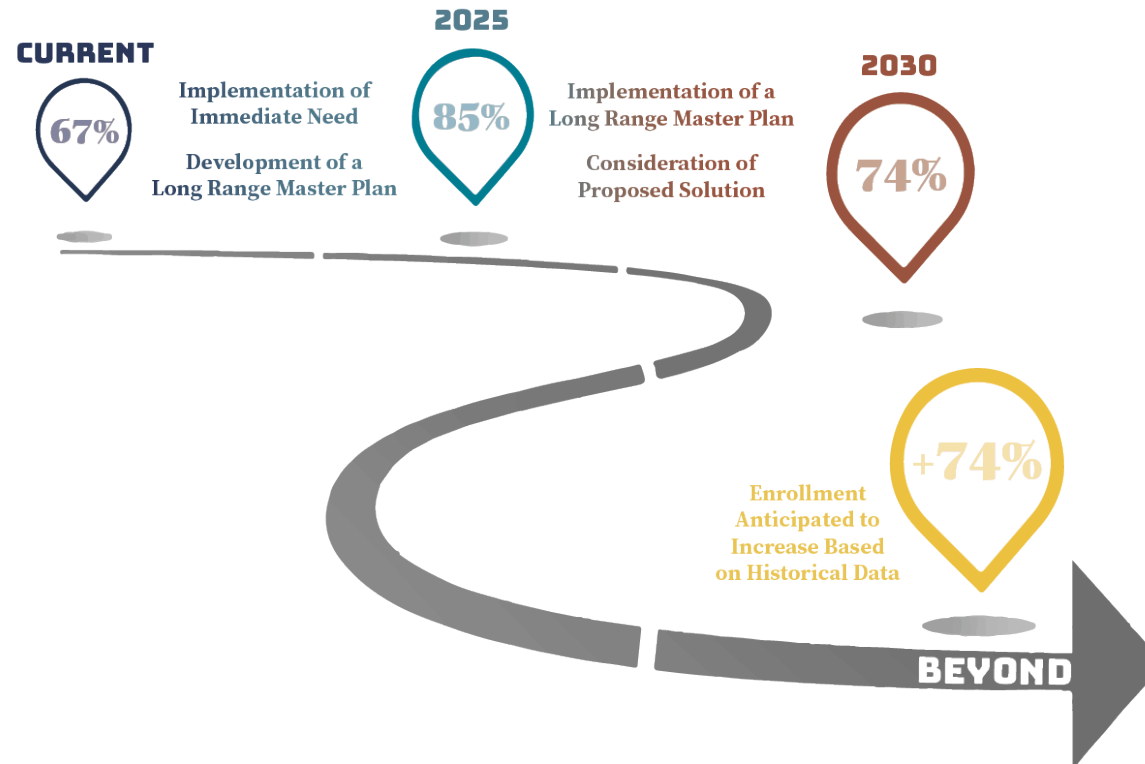 CURRENT
67%
Implementation of
Immediate Need
Development of a
Long Range Master Plan
2025
85%
Implementation of a
Long Range Master Plan
Consideration of
Proposed Solution
2030
74%
+74%
Enrollment
Anticipated to
Increase Based
on Historical Data
BEYOND